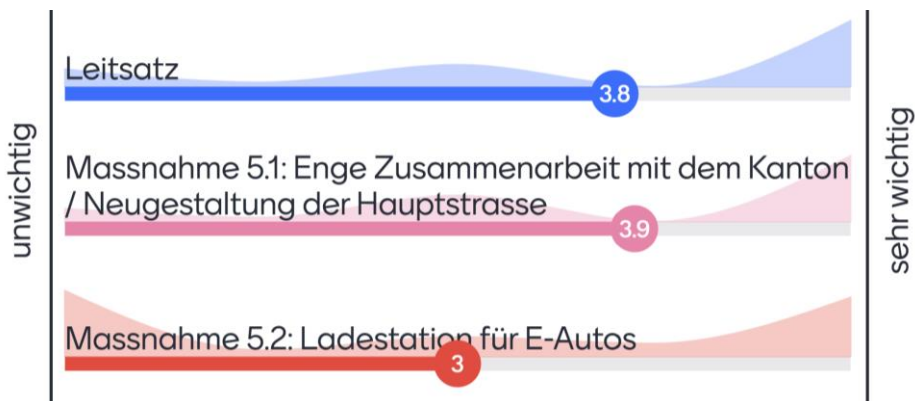 unwichtig
Leitsatz
3.8
Massnahme 5.1: Enge Zusammenarbeit mit dem Kanton
/ Neugestaltung der Hauptstrasse
3.9
Massnahme 5.2: Ladestation für E-Autos
3
sehr wichtig